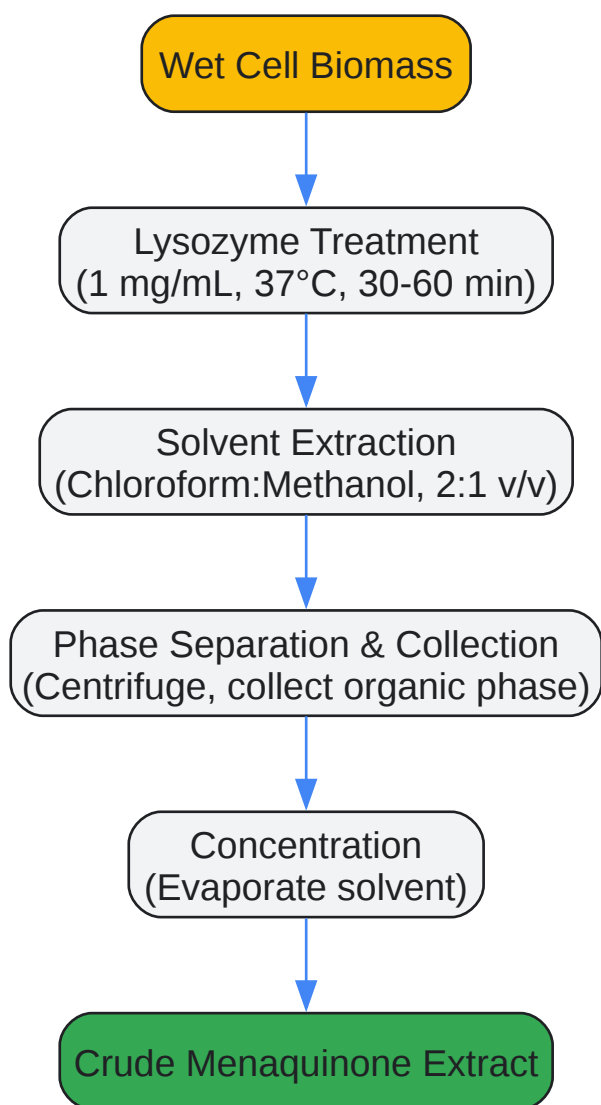 Wet Cell Biomass
Lysozyme Treatment
(1 mg/mL, 37°C, 30-60 min)
Solvent Extraction
(Chloroform:Methanol, 2:1 v/v)
Phase Separation & Collection
(Centrifuge, collect organic phase)
Concentration
(Evaporate solvent)
Crude Menaquinone Extract